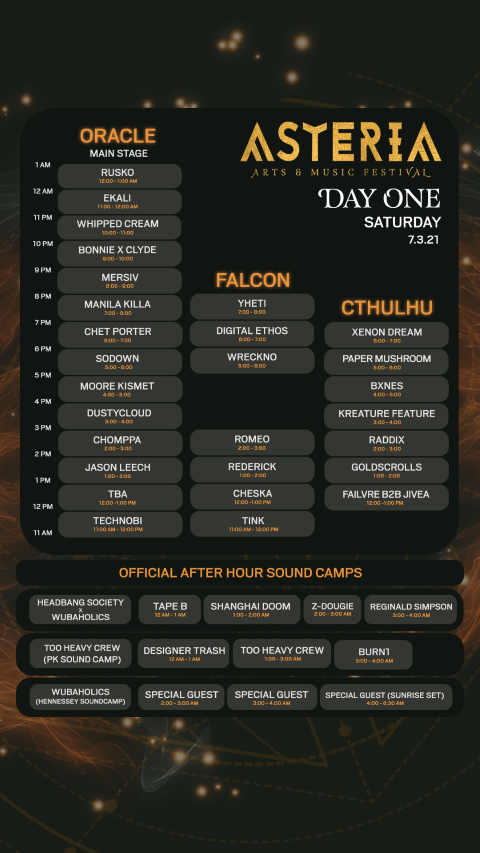 ASTERIA
ARTS & MUSIC FESTIVAL
DAY ONE
SATURDAY
7.3.21
ORACLE
MAIN STAGE
1 AM
12 AM
11 PM
10 PM
9 PM
8 PM
7 PM
6 PM
5 PM
4 PM
3 PM
2 PM
1 PM
12 PM
11 AM
RUSKO
12:00 - 1:00 AM
EKALI
11:00 - 12:00 AM
WHIPPED CREAM
10:00 - 11:00
BONNIE X CLYDE
9:00 - 10:00
MERSIV
8:00 - 9:00
MANILA KILLA
7:00 - 8:00
CHET PORTER
6:00 - 7:00
SODOWN
5:00 - 6:00
MOORE KISMET
4:00 - 5:00
DUSTYCLOUD
3:00 - 4:00
CHOMPPA
2:00 - 3:00
JASON LEECH
1:00 - 2:00
TBA
12:00 -1:00 PM
TECHNOBI
11:00 AM - 12:00 PM
FALCON
YHETI
7:00 - 8:00
DIGITAL ETHOS
6:00 - 7:00
WRECKNO
5:00 - 6:00
ROMEO
2:00 - 3:00
REDERICK
1:00 - 2:00
CHESKA
12:00 -1:00 PM
TINK
11:00 AM - 12:00 PM
CTHULHU
XENON DREAM
6:00 - 7:00
PAPER MUSHROOM
5:00 - 6:00
BXNES
4:00 - 5:00
KREATURE FEATURE
3:00 - 4:00
RADDIX
2:00 - 3:00
GOLDSCROLLS
1:00 - 2:00
FAILVRE B2B JIVEA
12:00 -1:00 PM
OFFICIAL AFTER HOUR SOUND CAMPS
HEADBANG SOCIETY
X
WUBAHOLICS
TAPE B
12 AM - 1 AM
SHANGHAI DOOM
1:00 - 2:00 AM
Z-DOUGIE
2:00 - 3:00 AM
REGINALD SIMPSON
3:00 - 4:00 AM
TOO HEAVY CREW
(PK SOUND CAMP)
DESIGNER TRASH
12 AM - 1 AM
TOO HEAVY CREW
1:00 - 3:00 AM
BURN1
3:00 - 4:00 AM
WUBAHOLICS
(HENNESSEY SOUNDCAMP)
SPECIAL GUEST
2:00 - 3:00 AM
SPECIAL GUEST
3:00 - 4:00 AM
SPECIAL GUEST (SUNRISE SET)
4:00 - 6:30 AM